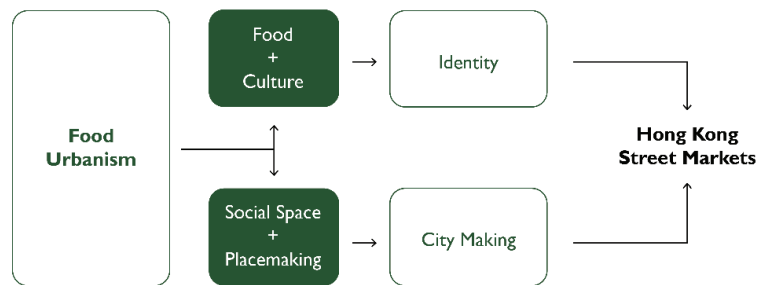 Food
Urbanism
Food
+
Culture
Identity
Social Space
+
Placemaking
City Making
Hong Kong
Street Markets